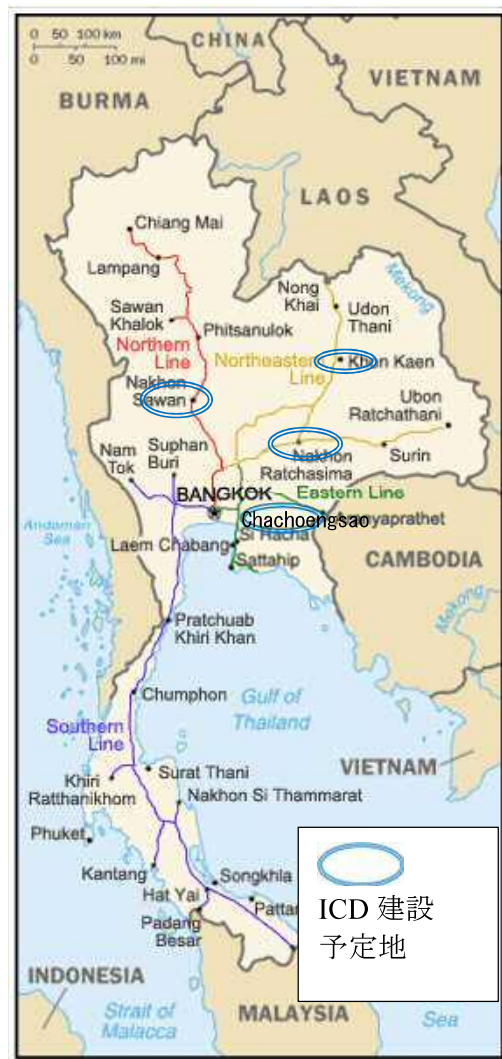 0 50 100 km
0 50 100 mi
CHINA
VIETNAM
BURMA
LAOS
Chiang Mai
Lampang
Nong
Khai
Mekong
Udon
Thani
Sawan
Khalok
Phitsanulok
Northern
Line
Northeastern
Line
Khon Kaen
Nakhon
Sawan
Ubon
Ratchathani
Nam
Tok
Suphan
Buri
Nakhon
Ratchasima
Surin
BANGKOK
Eastern Line
Chachoengsao
Andaman
Sea
Si Racha
Laem Chabang
Sattahip
CAMBODIA
Mekong
Pratchuab
Khiri Khan
Chumphon
Gulf of
Thailand
Southern
Line
VIETNAM
Surat Thani
Khiri
Ratthanikhom
Nakhon Si Thammarat
Phuket
Kantang
Songkhla
Hat Yai
Pattar
Padang
Besar
ICD 建設
予定地
INDONESIA
Strait of
Malacca
MALAYSIA
Sea